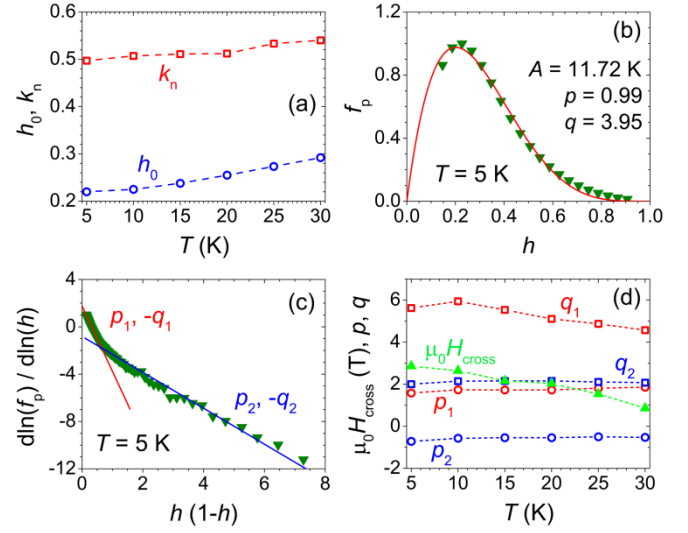 0.6
0.5
0.4
0.3
0.2
h₀, kₙ
kₙ
(a)
h₀
5 10 15 20 25 30
T (K)
1.2
0.8
0.4
0.0
fₚ
(b)
A = 11.72 K
p = 0.99
q = 3.95
T = 5 K
0.0 0.2 0.4 0.6 0.8 1.0
h
4
0
-4
-8
-12
dln(fₚ) / dln(h)
(c)
p₁, -q₁
p₂, -q₂
T = 5 K
0 2 4 6 8
h (1-h)
6
4
2
0
-2
μ₀H_cross (T), p, q
(d)
q₁
μ₀H_cross
q₂
p₁
p₂
5 10 15 20 25 30
T (K)